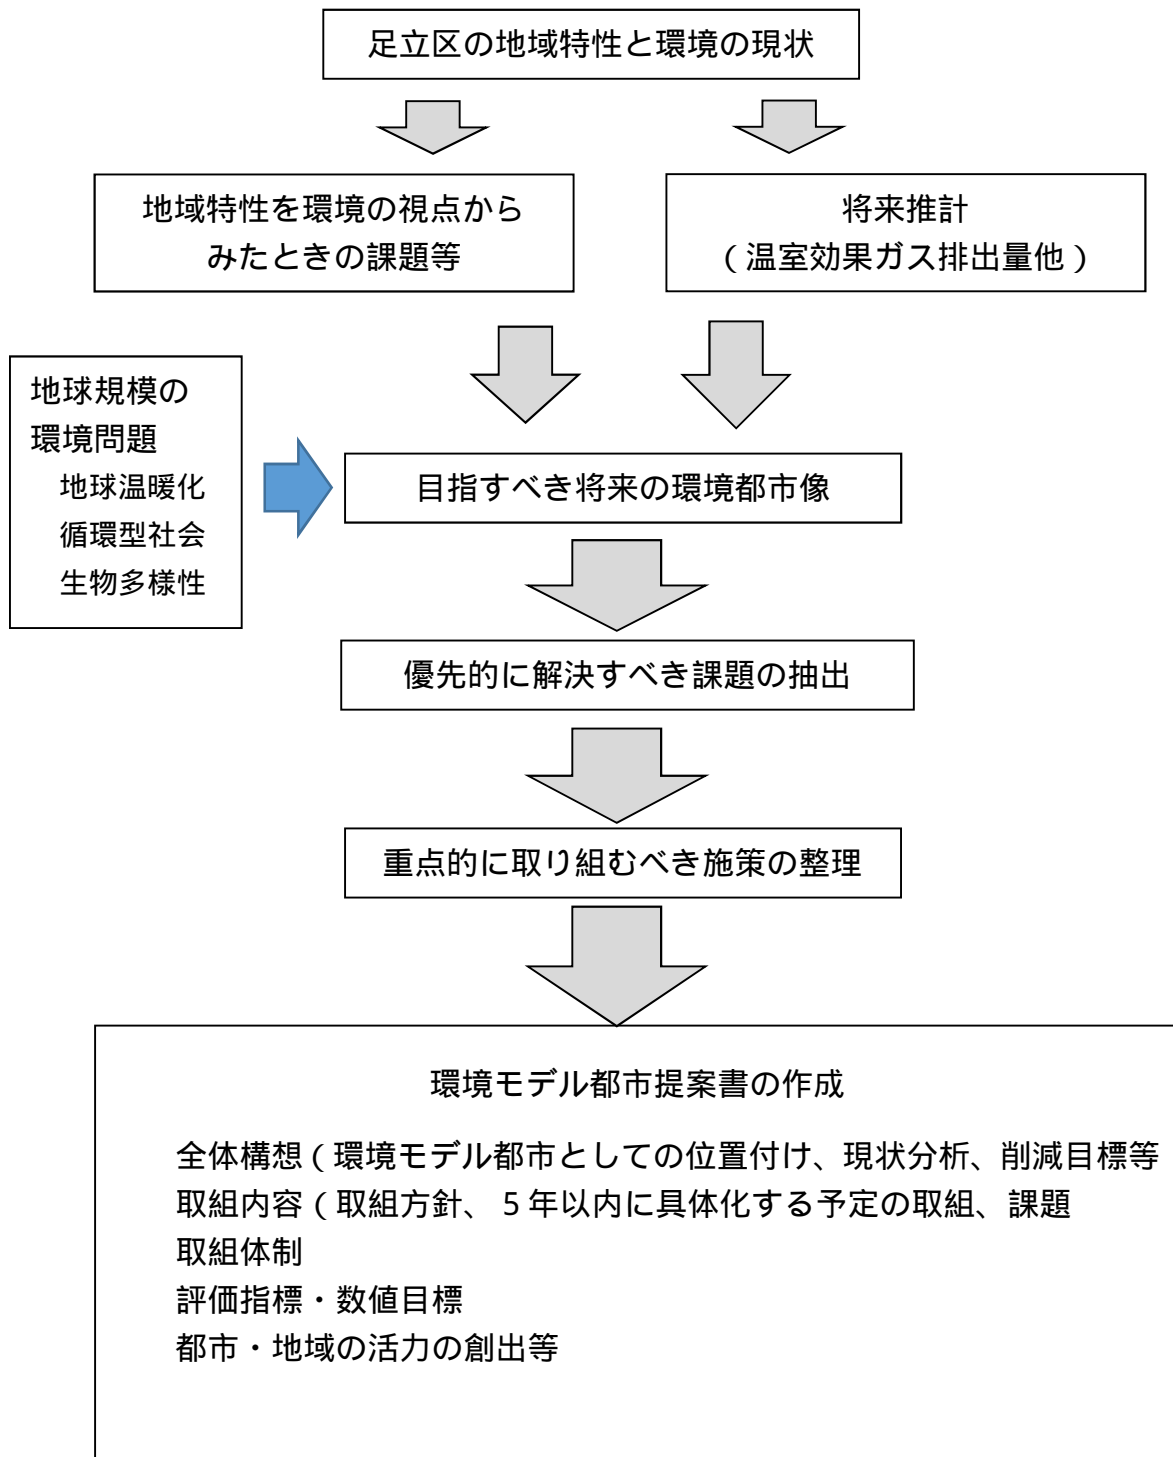 足立区の地域特性と環境の現状
地域特性を環境の視点から
みたときの課題等
将来推計
（温室効果ガス排出量他）
地球規模の
環境問題
地球温暖化
循環型社会
生物多様性
目指すべき将来の環境都市像
優先的に解決すべき課題の抽出
重点的に取り組むべき施策の整理
環境モデル都市提案書の作成
全体構想（環境モデル都市としての位置付け、現状分析、削減目標等
取組内容（取組方針、５年以内に具体化する予定の取組、課題
取組体制
評価指標・数値目標
都市・地域の活力の創出等